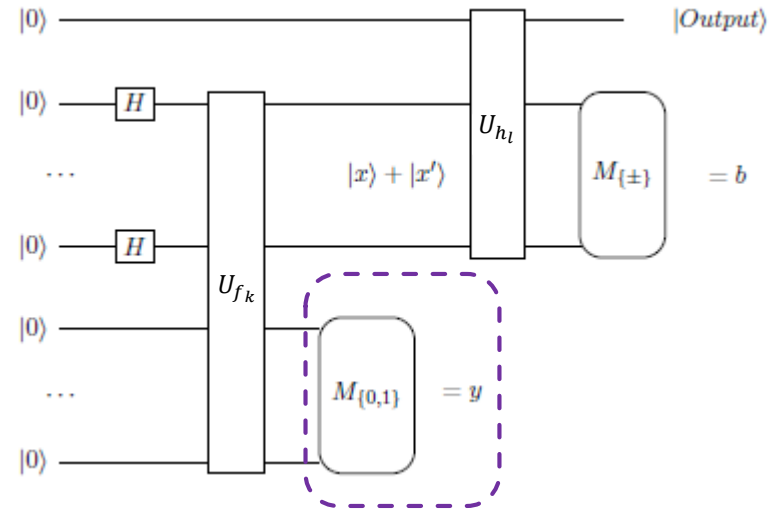 |0⟩ |Output⟩
|0⟩ H
U_{h_l}
... |x⟩ + |x′⟩ M_{±} = b
|0⟩ H
U_{f_k}
|0⟩
... M_{0,1} = y
|0⟩